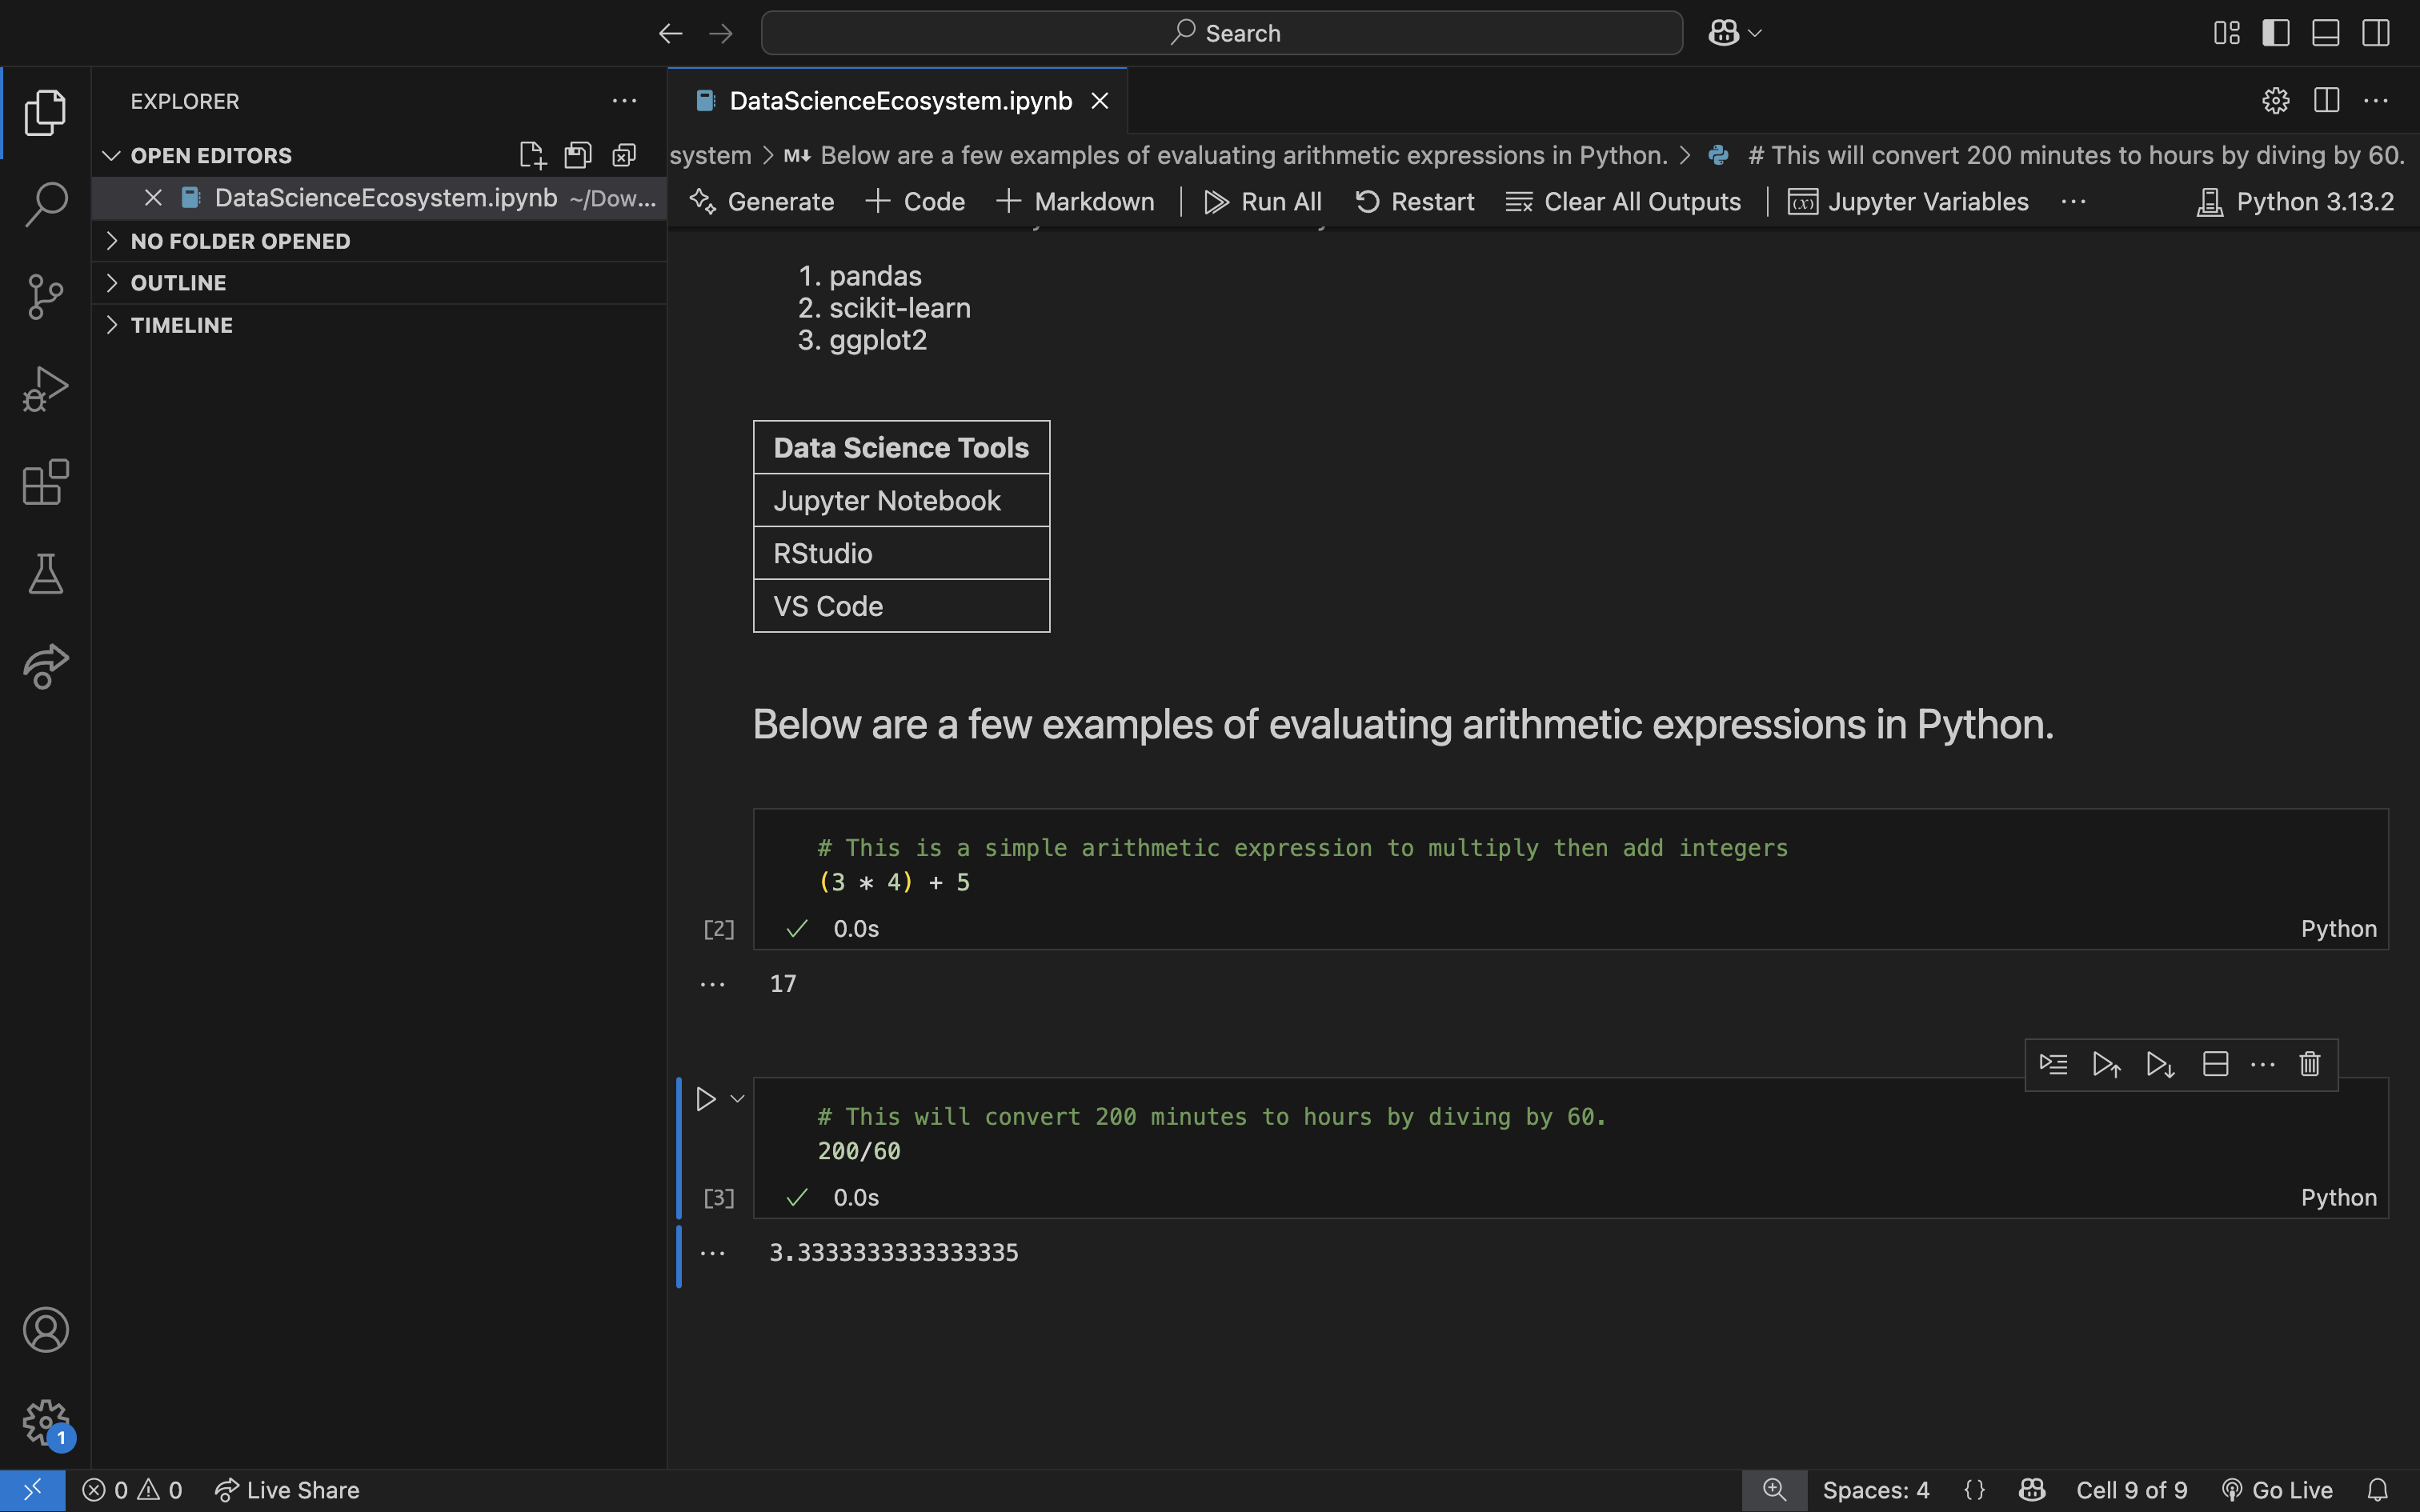 Search
EXPLORER
OPEN EDITORS
DataScienceEcosystem.ipynb ~/Dow...
NO FOLDER OPENED
OUTLINE
TIMELINE
DataScienceEcosystem.ipynb
system > M↓ Below are a few examples of evaluating arithmetic expressions in Python. > # This will convert 200 minutes to hours by diving by 60.
Generate + Code + Markdown | Run All Restart Clear All Outputs | Jupyter Variables ... Python 3.13.2
1. pandas
2. scikit-learn
3. ggplot2
Data Science Tools
Jupyter Notebook
RStudio
VS Code
Below are a few examples of evaluating arithmetic expressions in Python.
# This is a simple arithmetic expression to multiply then add integers
(3 * 4) + 5
[2] ✓ 0.0s Python
... 17
# This will convert 200 minutes to hours by diving by 60.
200/60
[3] ✓ 0.0s Python
... 3.3333333333333335
1
0 0 Live Share Spaces: 4 {} Cell 9 of 9 Go Live